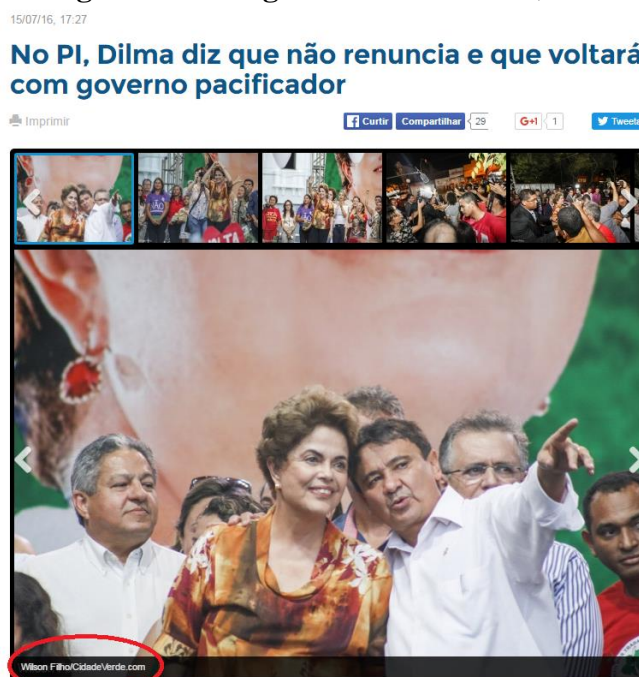 15/07/16, 17:27
No PI, Dilma diz que não renuncia e que voltará
com governo pacificador
Imprimir
Curtir Compartilhar 29 G+1 1 Tweeta
Wilson Filho/CidadeVerde.com